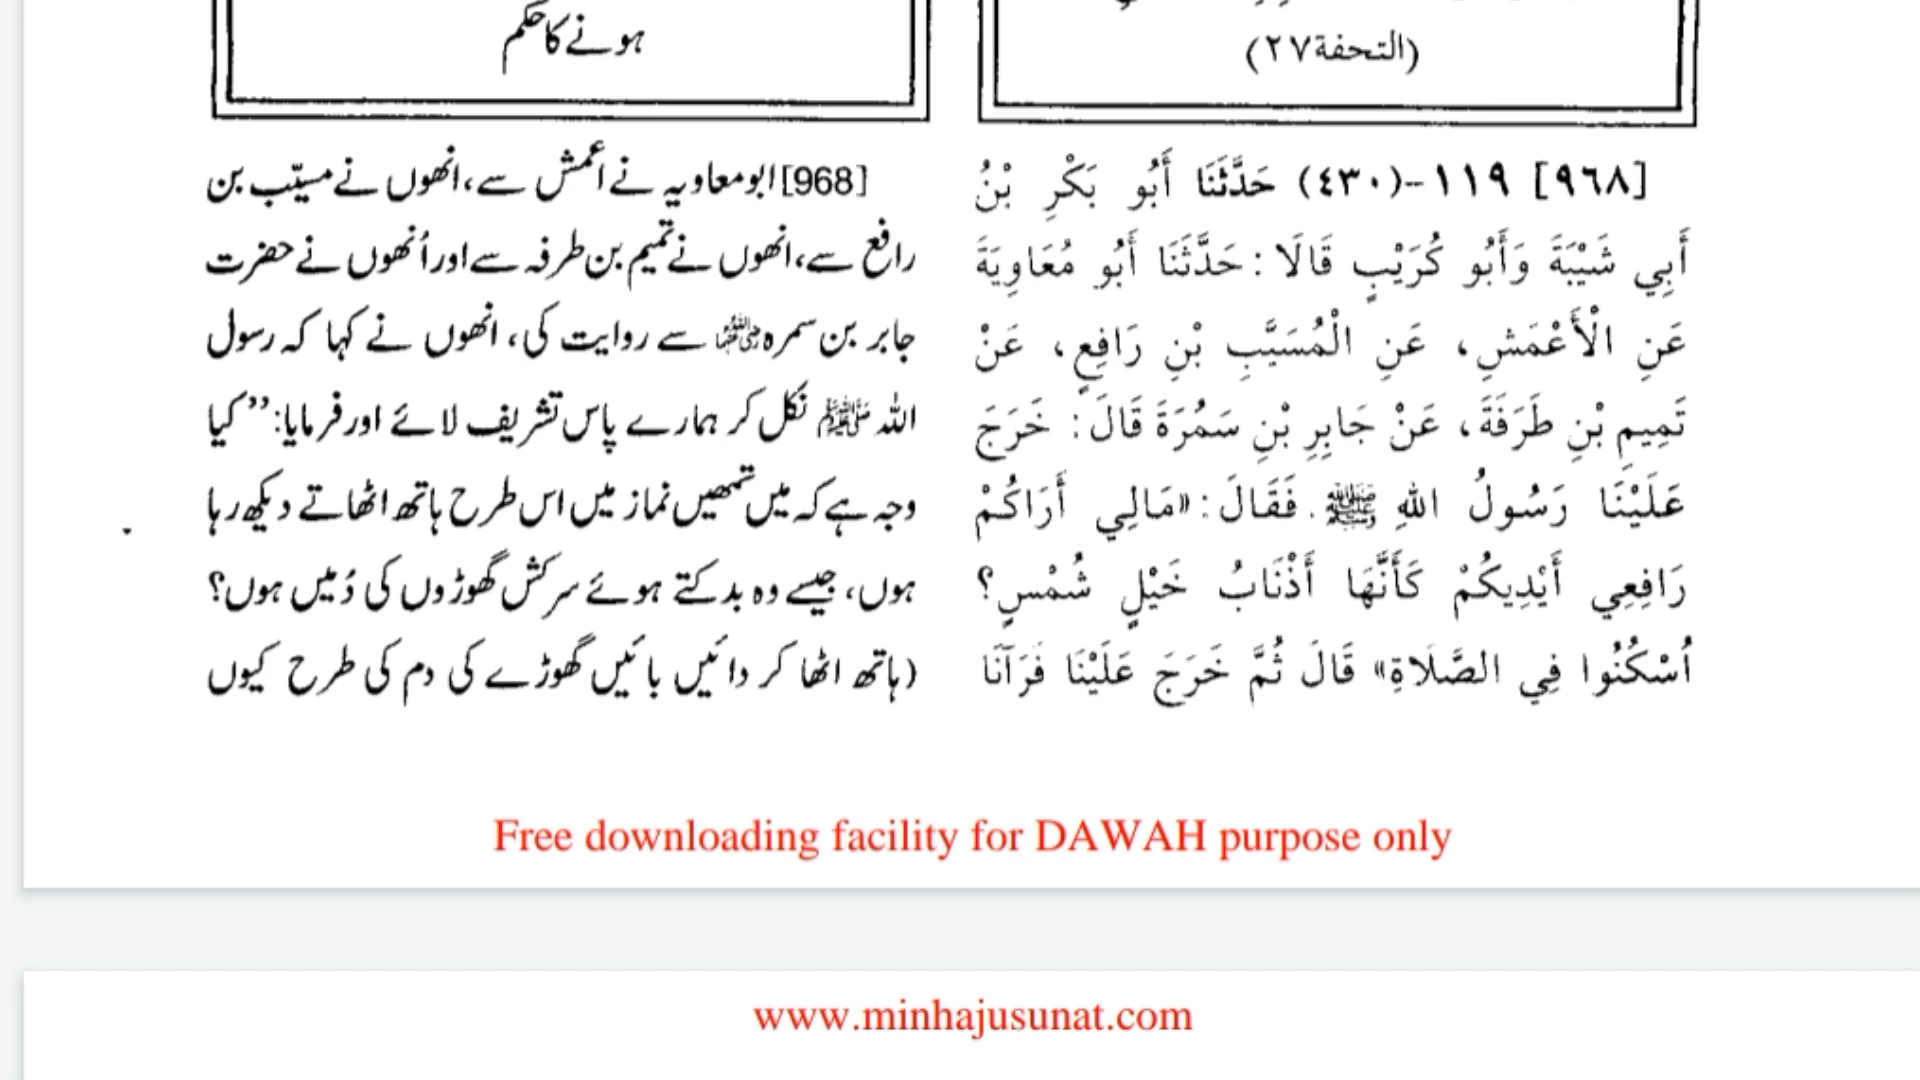 (التحفة۲۷)
ہونے کا حکم
[٩٦٨] ١١٩-(٤٣٠) حَدَّثَنَا أَبُو بَكْرِ بْنُ
أَبِي شَيْبَةَ وَأَبُو كُرَيْبٍ قَالَا: حَدَّثَنَا أَبُو مُعَاوِيَةَ
عَنِ الْأَعْمَشِ، عَنِ الْمُسَيَّبِ بْنِ رَافِعٍ، عَنْ
تَمِيمِ بْنِ طَرَفَةَ، عَنْ جَابِرِ بْنِ سَمُرَةَ قَالَ: خَرَجَ
عَلَيْنَا رَسُولُ اللهِ ﷺ. فَقَالَ: «مَالِي أَرَاكُمْ
رَافِعِي أَيْدِيكُمْ كَأَنَّهَا أَذْنَابُ خَيْلٍ شُمْسٍ؟
اُسْكُنُوا فِي الصَّلَاةِ» قَالَ ثُمَّ خَرَجَ عَلَيْنَا فَرَآنَا
[968] ابو معاویہ نے اعمش سے، انھوں نے مسیّب بن
رافع سے، انھوں نے تمیم بن طرفہ سے اور اُنھوں نے حضرت
جابر بن سمرہ رضی اللہ عنہما سے روایت کی، انھوں نے کہا کہ رسول
اللہ ﷺ نکل کر ہمارے پاس تشریف لائے اور فرمایا: ’’کیا
وجہ ہے کہ میں تمھیں نماز میں اس طرح ہاتھ اٹھاتے دیکھ رہا
ہوں، جیسے وہ بدکتے ہوئے سرکش گھوڑوں کی دُمیں ہوں؟
(ہاتھ اٹھا کر دائیں بائیں گھوڑے کی دم کی طرح کیوں
Free downloading facility for DAWAH purpose only
www.minhajusunat.com